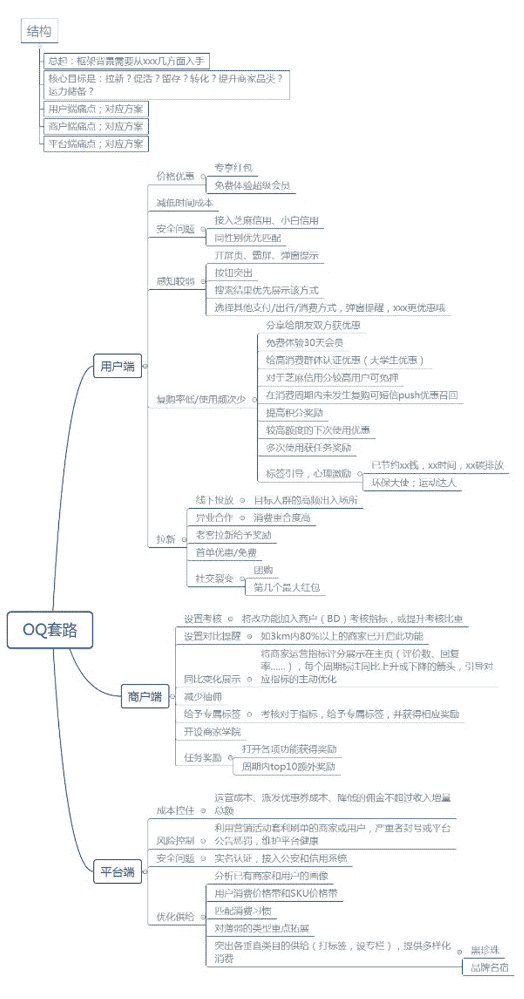 结构
总起：框架背景需要从xxx几方面入手
核心目标是：拉新？促活？留存？转化？提升商家品类？
运力储备？
用户端痛点；对应方案
商户端痛点；对应方案
平台端痛点；对应方案
OQ套路
用户端
价格优惠
专享红包
免费体验超级会员
减低时间成本
安全问题
接入芝麻信用、小白信用
同性别优先匹配
感知较弱
开屏页、霸屏、弹窗提示
按钮突出
搜索结果优先展示该方式
选择其他支付/出行/消费方式，弹窗提醒，xxx更优惠哦
复购率低/使用频次少
分享给朋友双方获优惠
免费体验30天会员
给高消费群体认证优惠（大学生优惠）
对于芝麻信用分较高用户可免押
在消费周期内未发生复购可短信push优惠召回
提高积分奖励
较高额度的下次使用优惠
多次使用获任务奖励
标签引导，心理激励
已节约xx钱，xx时间，xx碳排放
环保大使；运动达人
拉新
线下投放
目标人群的高频出入场所
异业合作
消费重合度高
老客拉新给予奖励
首单优惠/免费
社交裂变
团购
第几个最大红包
商户端
设置考核
将改功能加入商户（BD）考核指标，或提升考核比重
设置对比提醒
如3km内80%以上的商家已开启此功能
同比变化展示
将商家运营指标评分展示在主页（评价数、回复
率……），每个周期标注同比上升或下降的箭头，引导对
应指标的主动优化
减少抽佣
给予专属标签
考核对于指标，给予专属标签，并获得相应奖励
开设商家学院
任务奖励
打开各项功能获得奖励
周期内top10额外奖励
平台端
成本控住
运营成本、派发优惠券成本、降低的佣金不超过收入增量
总额
风险控制
利用营销活动套利刷单的商家或用户，严重者封号或平台
公告惩罚，维护平台健康
安全问题
实名认证，接入公安和信用系统
优化供给
分析已有商家和用户的画像
用户消费价格带和SKU价格带
匹配消费习惯
对薄弱的类型重点拓展
突出各垂直类目的供给（打标签，设专栏），提供多样化
消费
黑珍珠
品牌名宿